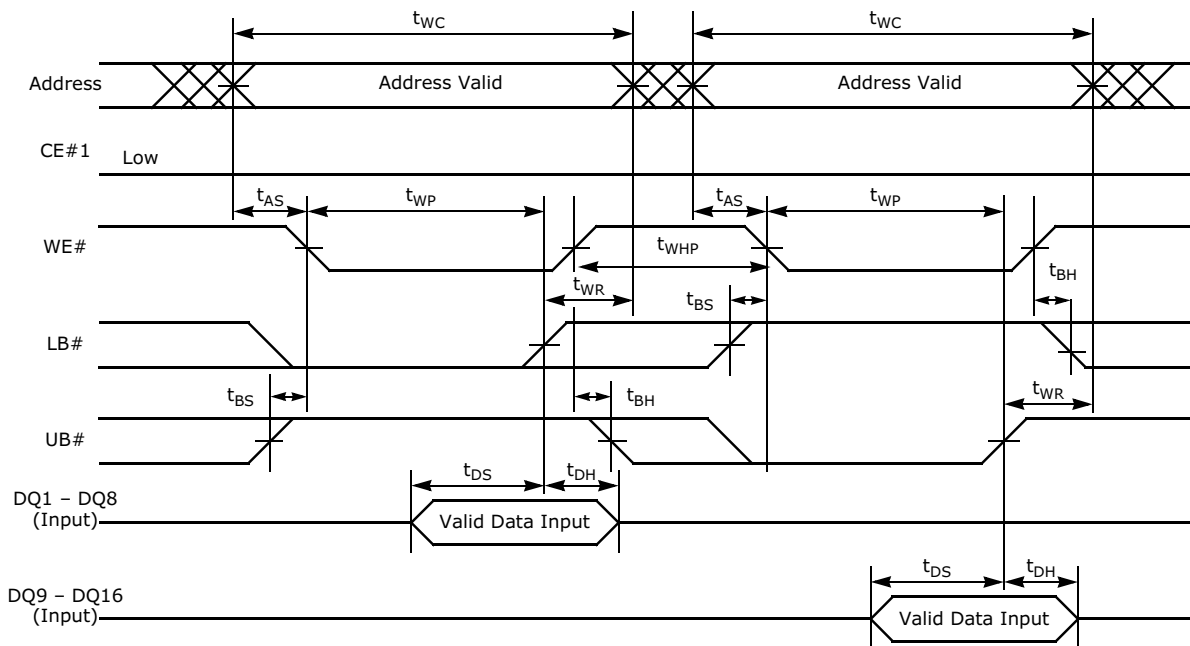 tWC tWC
Address Address Valid Address Valid
CE#1 Low
tAS tWP tAS tWP
WE# tWHP tBH
tWR tBS
LB#
tBS tBH tWR
UB#
tDS tDH
DQ1 – DQ8
(Input) Valid Data Input
tDS tDH
DQ9 – DQ16
(Input) Valid Data Input